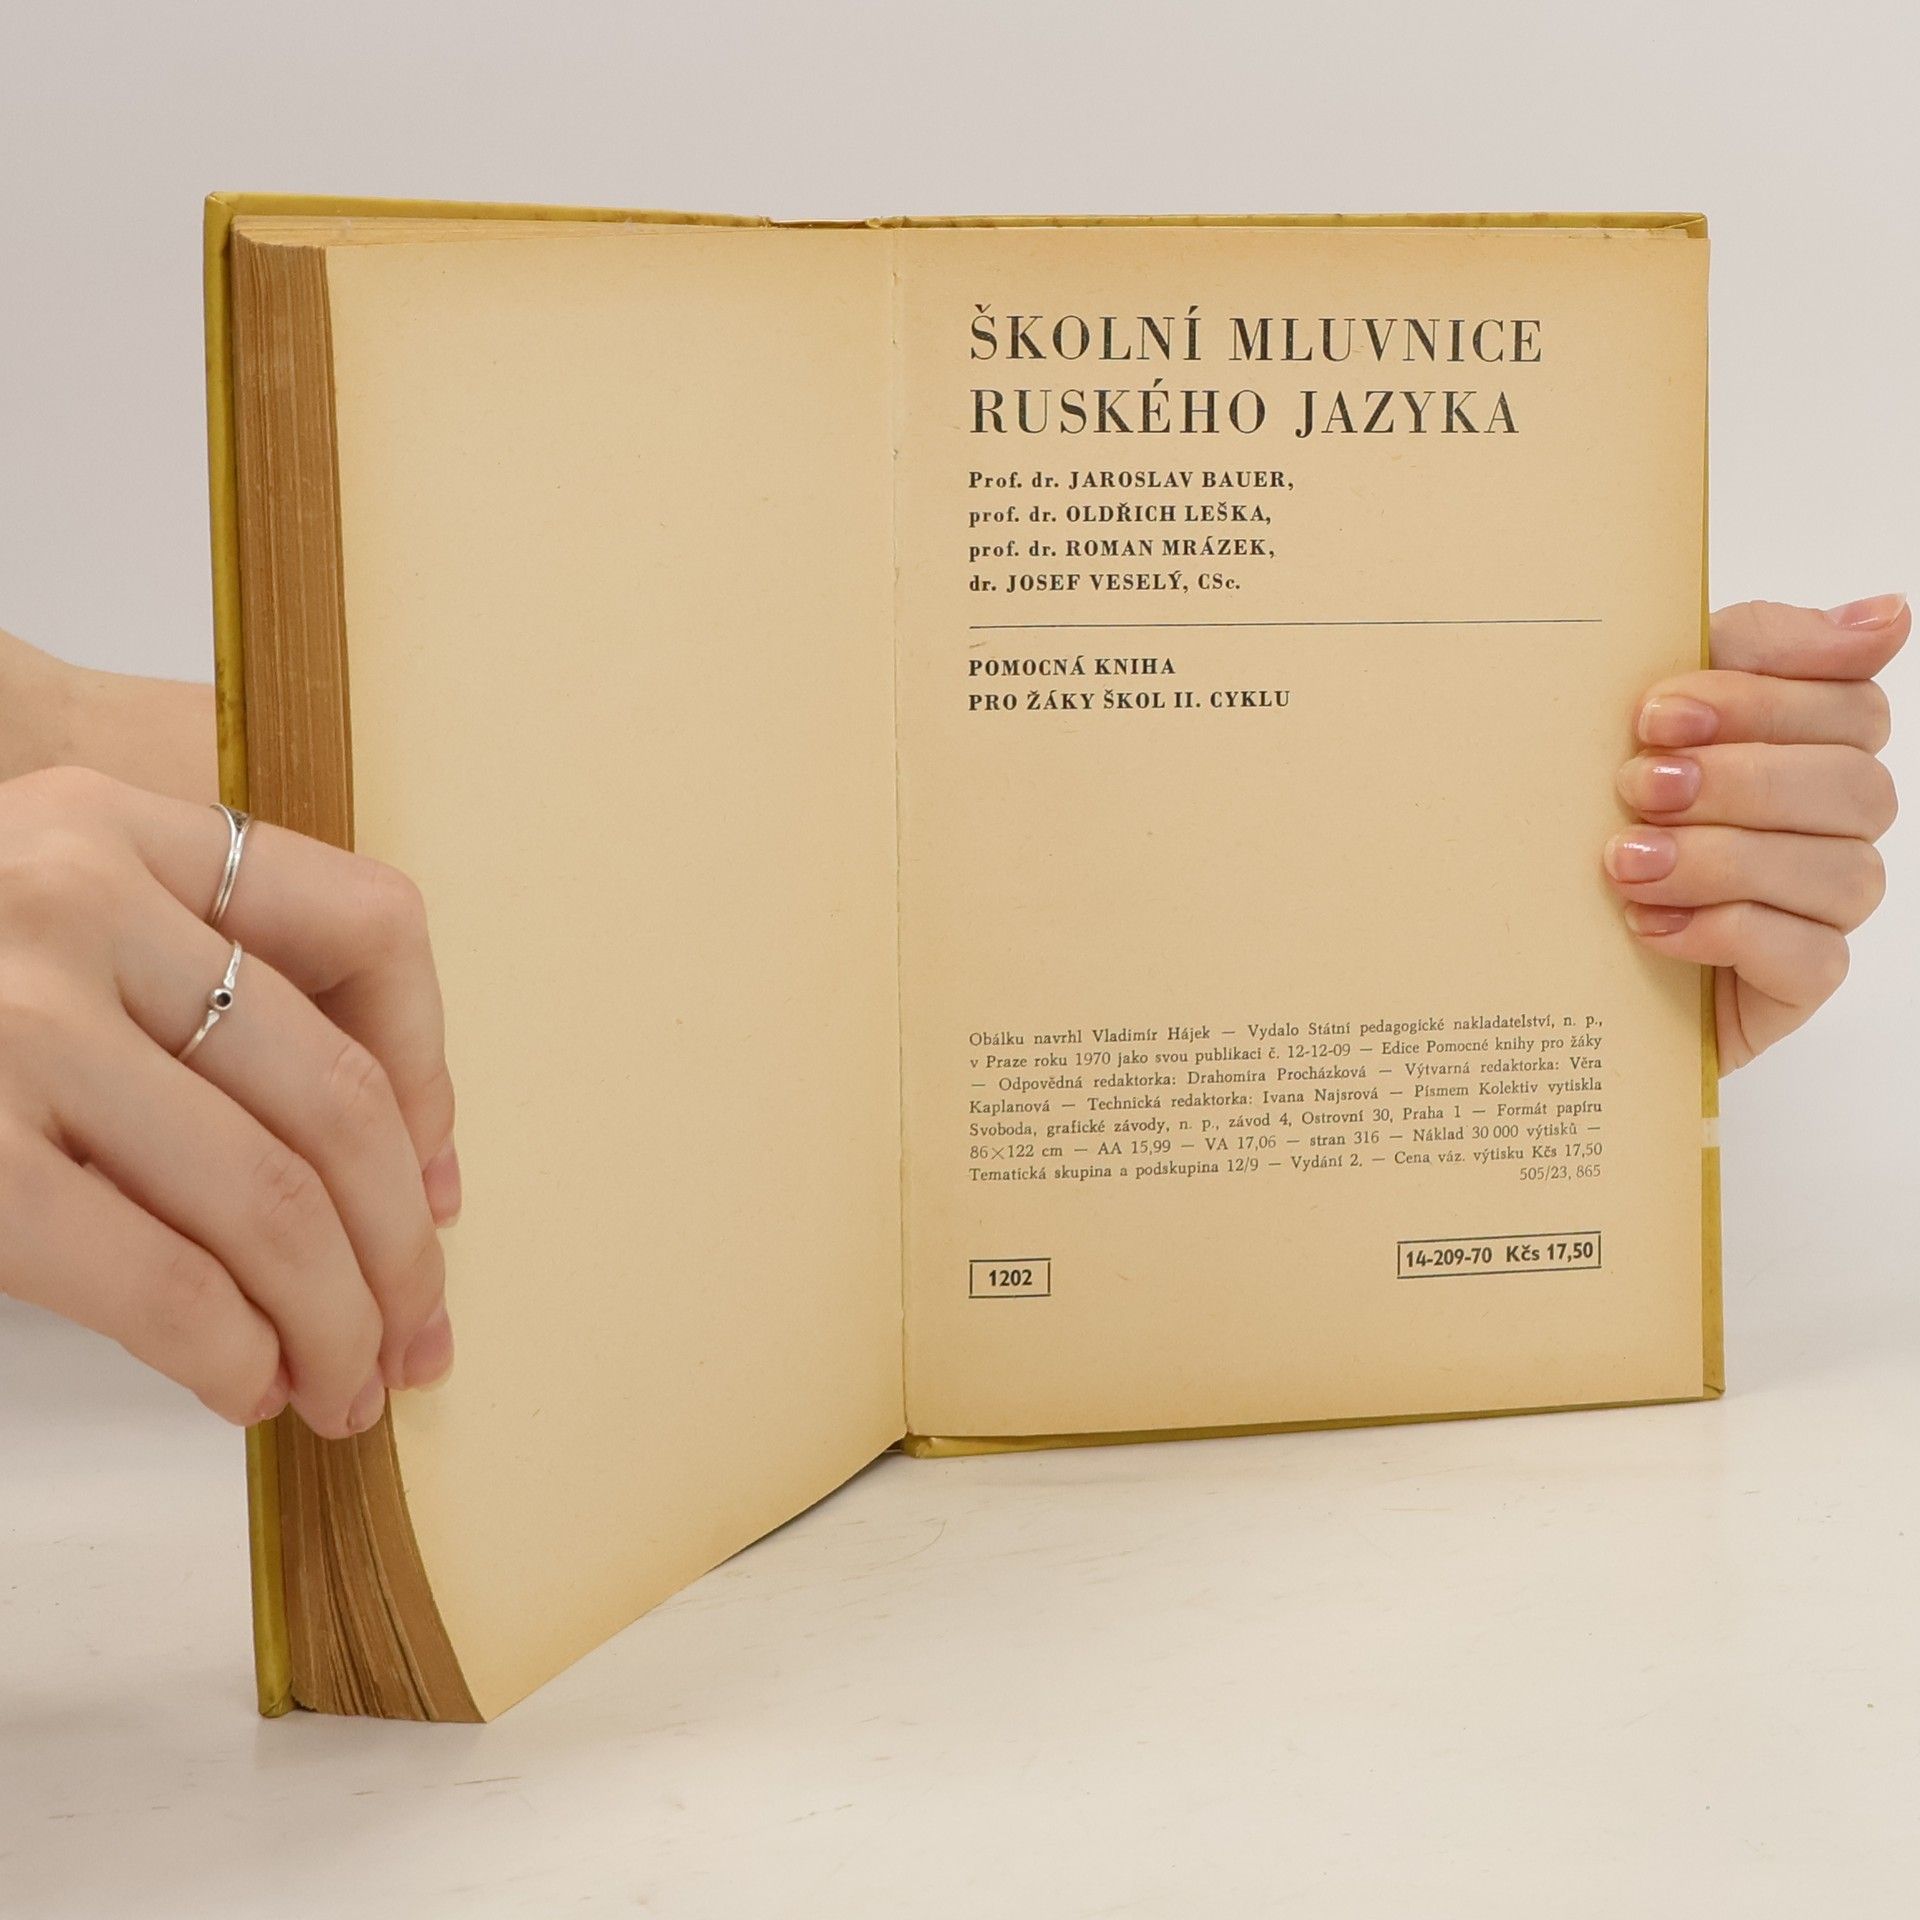 ŠKOLNÍ MLUVNICE
RUSKÉHO JAZYKA
Prof. dr. JAROSLAV BAUER,
prof. dr. OLDŘICH LEŠKA,
prof. dr. ROMAN MRÁZEK,
dr. JOSEF VESELÝ, CSc.
POMOCNÁ KNIHA
PRO ŽÁKY ŠKOL II. CYKLU
Obálku navrhl Vladimír Hájek — Vydalo Státní pedagogické nakladatelství, n. p.,
v Praze roku 1970 jako svou publikaci č. 12-12-09 — Edice Pomocné knihy pro žáky
— Odpovědná redaktorka: Drahomíra Procházková — Výtvarná redaktorka: Věra
Kaplanová — Technická redaktorka: Ivana Najsrová — Písmem Kolektiv vytiskla
Svoboda, grafické závody, n. p., závod 4, Ostrovní 30, Praha 1 — Formát papíru
86×122 cm — AA 15,99 — VA 17,06 — stran 316 — Náklad 30 000 výtisků —
Tematická skupina a podskupina 12/9 — Vydání 2. — Cena váz. výtisku Kčs 17,50
505/23, 865
1202
14-209-70 Kčs 17,50